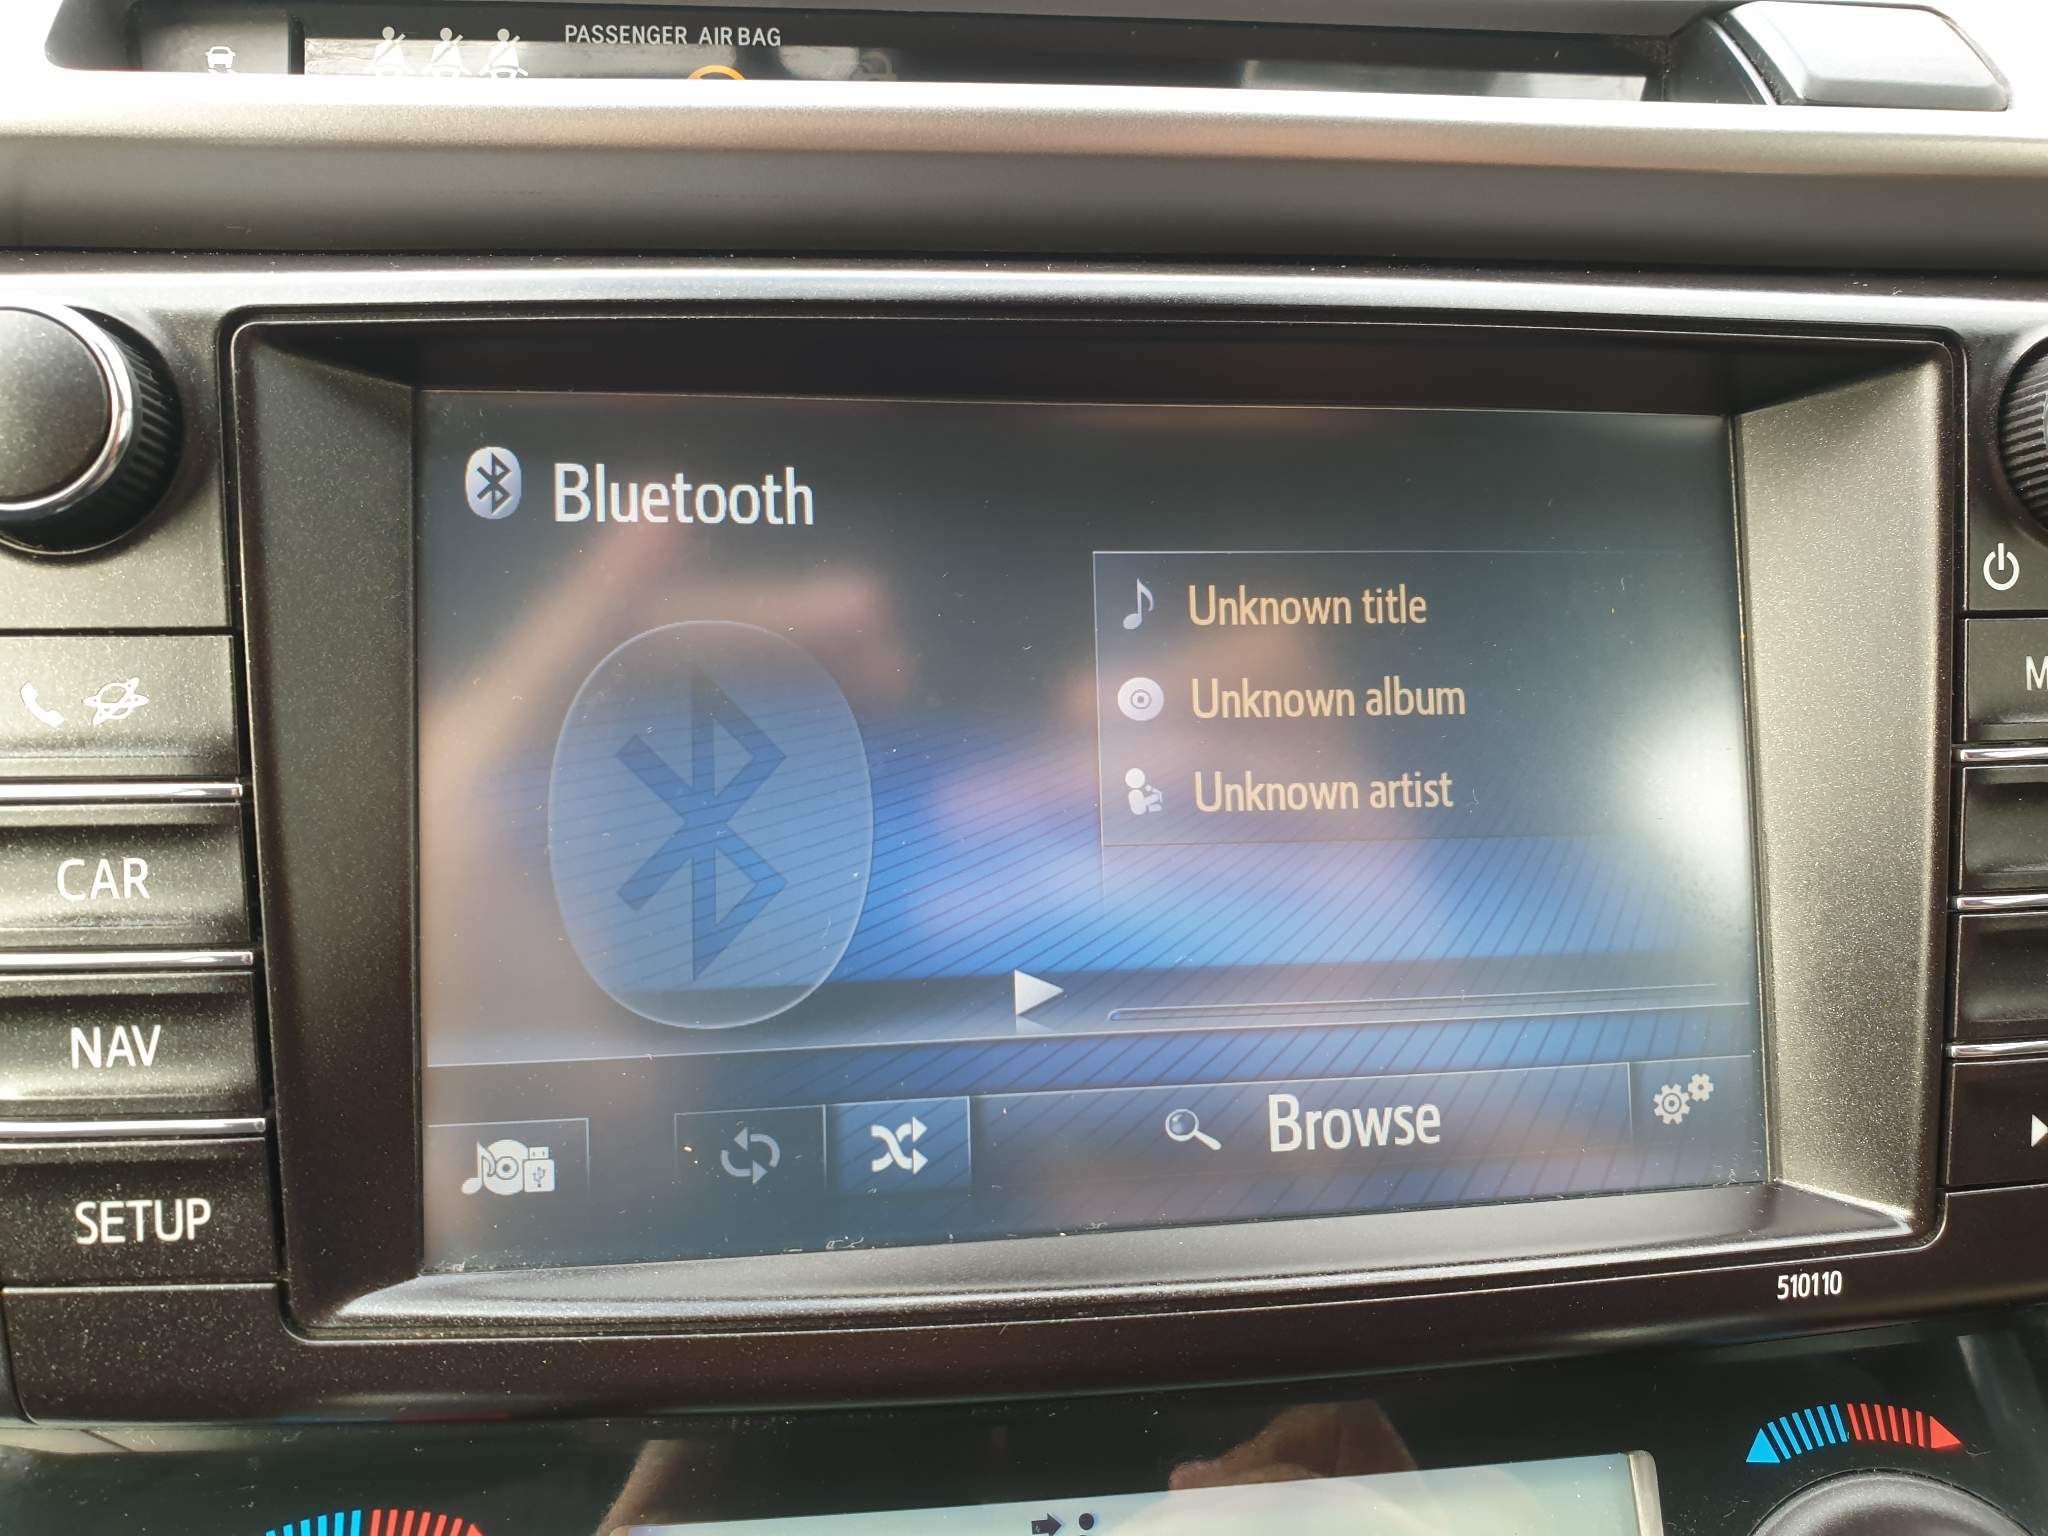 PASSENGER AIR BAG
Bluetooth
Unknown title
Unknown album
Unknown artist
CAR
NAV
SETUP
Browse
510110